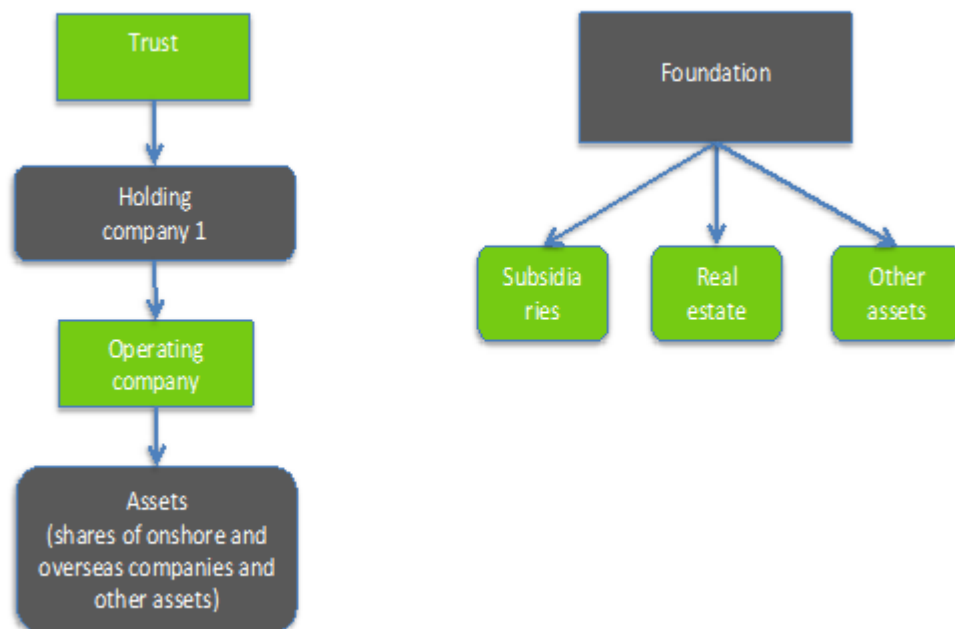 Trust
Holding
company 1
Operating
company
Assets
(shares of onshore and
overseas companies and
other assets)
Foundation
Subsidia
ries
Real
estate
Other
assets